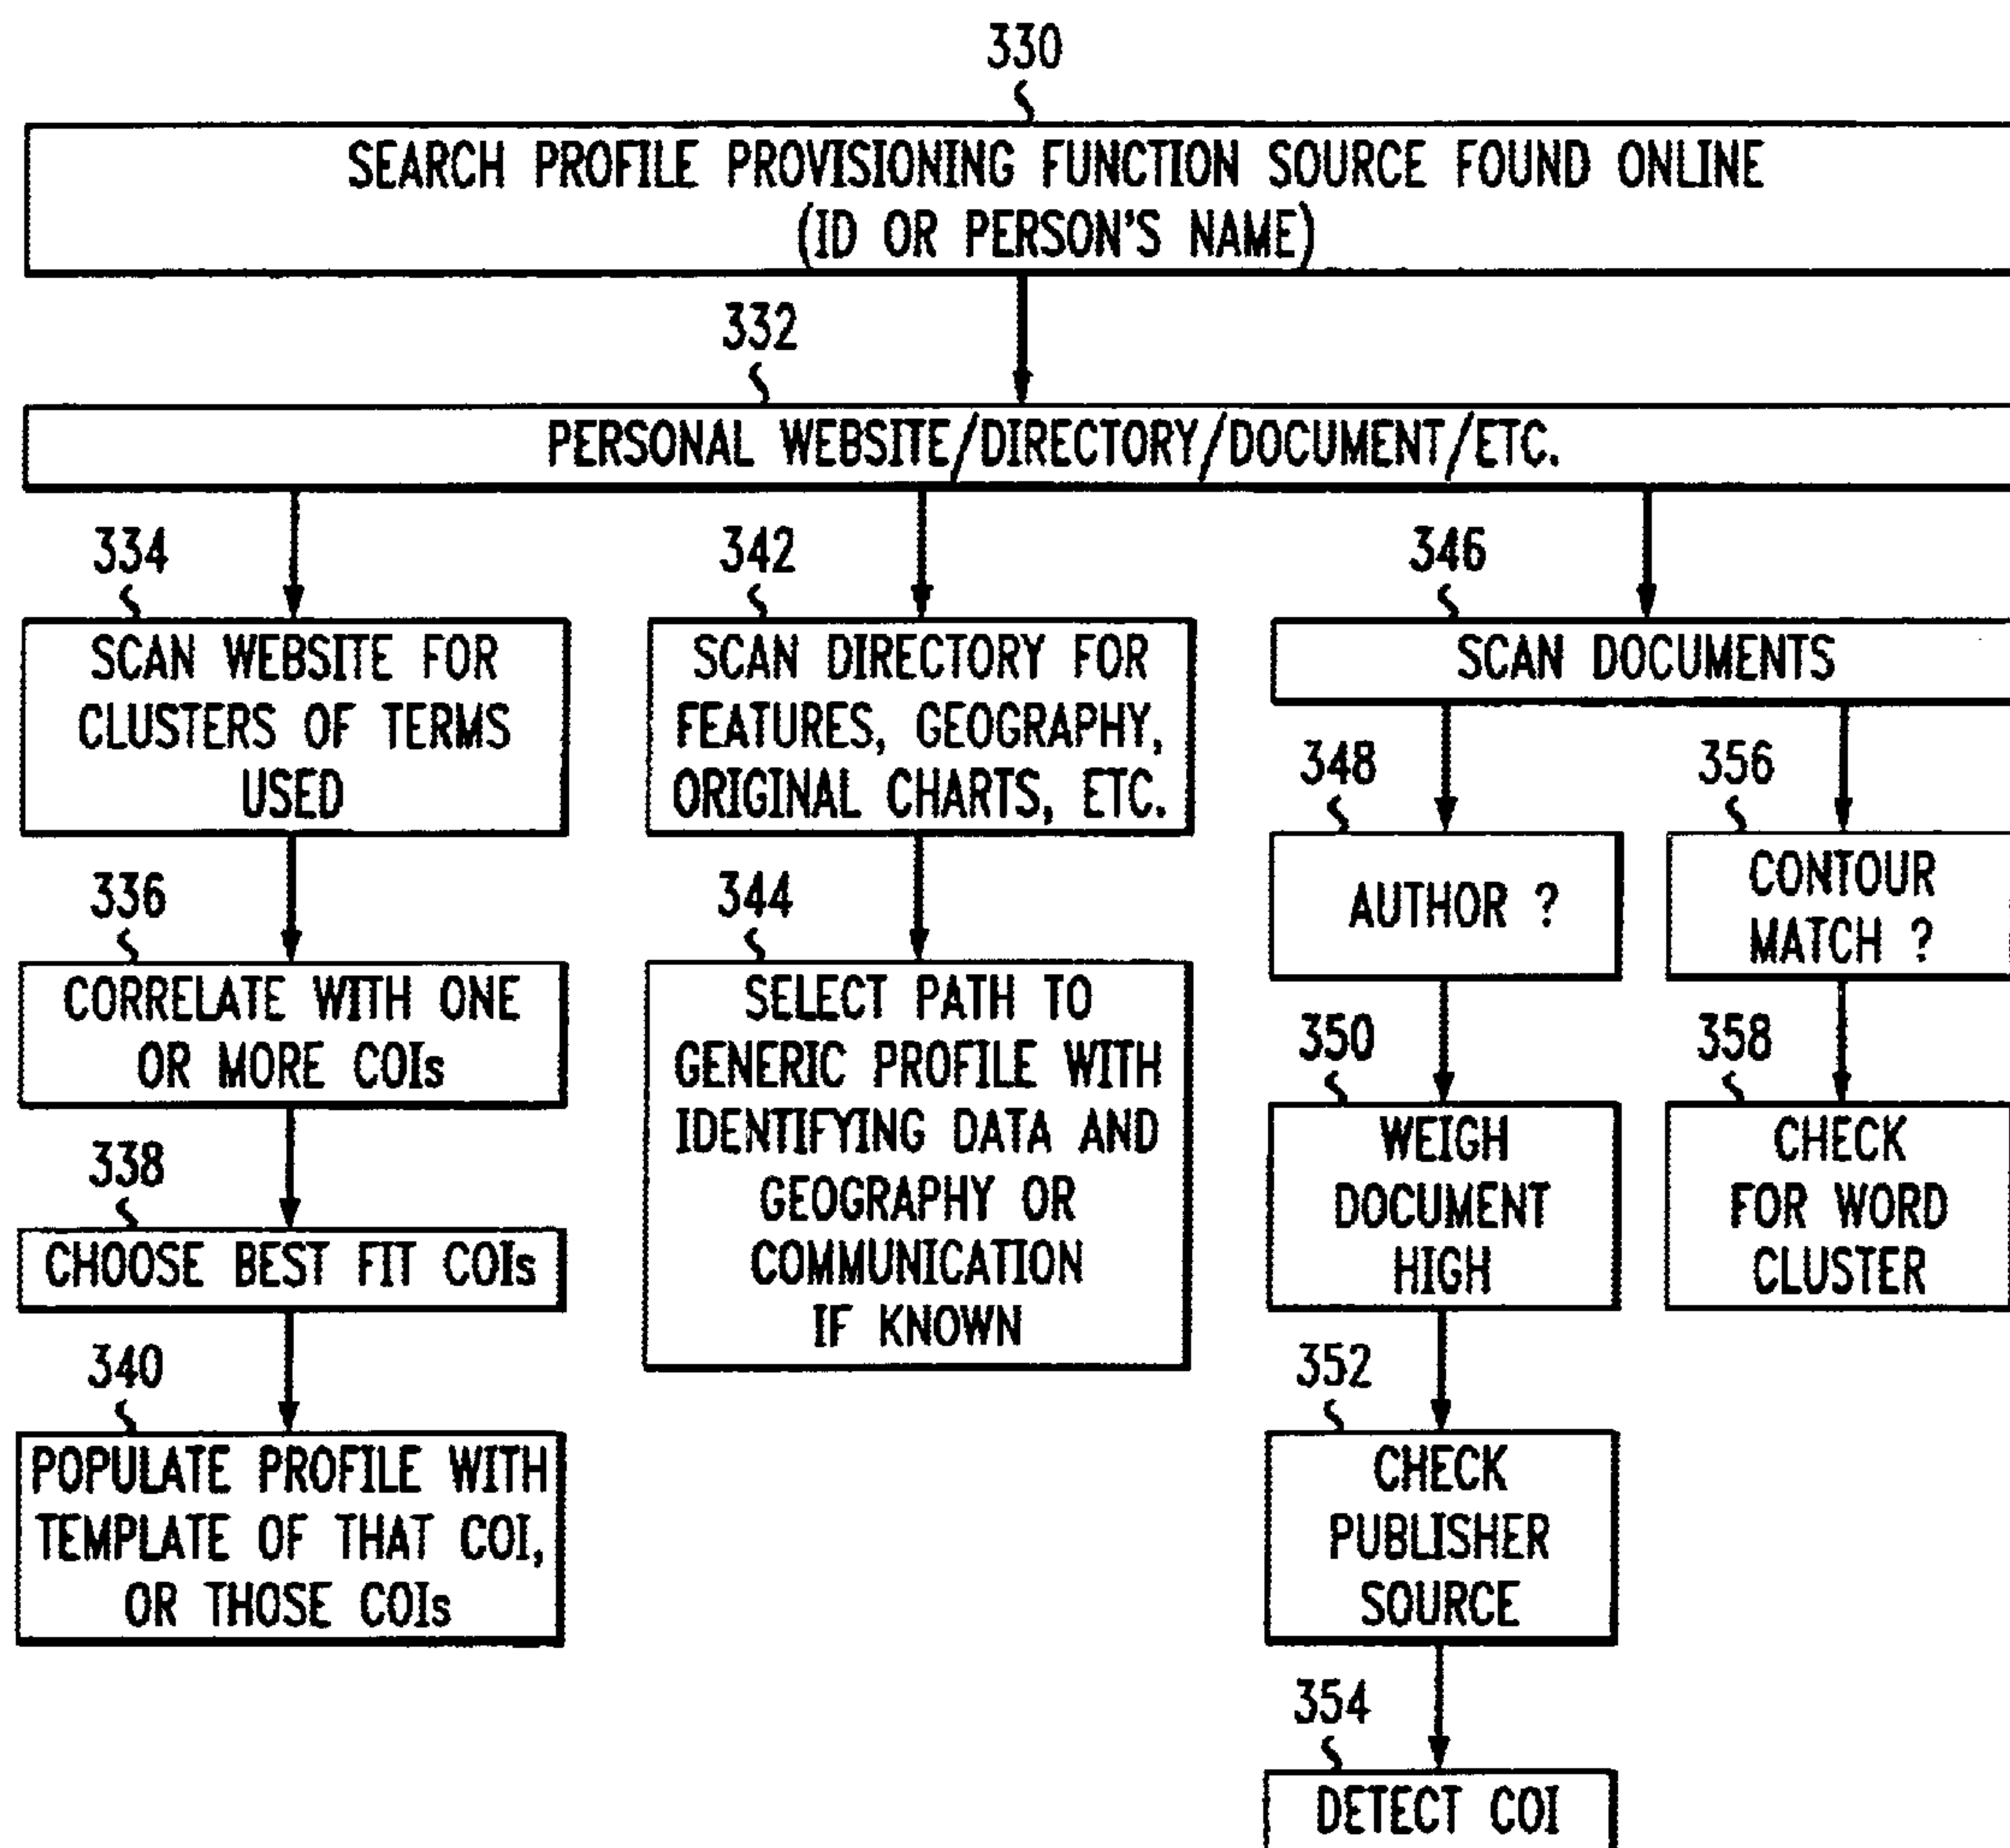 330
SEARCH PROFILE PROVISIONING FUNCTION SOURCE FOUND ONLINE
(ID OR PERSON'S NAME)
332
PERSONAL WEBSITE/DIRECTORY/DOCUMENT/ETC.
334
SCAN WEBSITE FOR
CLUSTERS OF TERMS
USED
336
CORRELATE WITH ONE
OR MORE COIs
338
CHOOSE BEST FIT COIs
340
POPULATE PROFILE WITH
TEMPLATE OF THAT COI,
OR THOSE COIs
342
SCAN DIRECTORY FOR
FEATURES, GEOGRAPHY,
ORIGINAL CHARTS, ETC.
344
SELECT PATH TO
GENERIC PROFILE WITH
IDENTIFYING DATA AND
GEOGRAPHY OR
COMMUNICATION
IF KNOWN
346
SCAN DOCUMENTS
348
AUTHOR ?
350
WEIGH
DOCUMENT
HIGH
352
CHECK
PUBLISHER
SOURCE
354
DETECT COI
356
CONTOUR
MATCH ?
358
CHECK
FOR WORD
CLUSTER